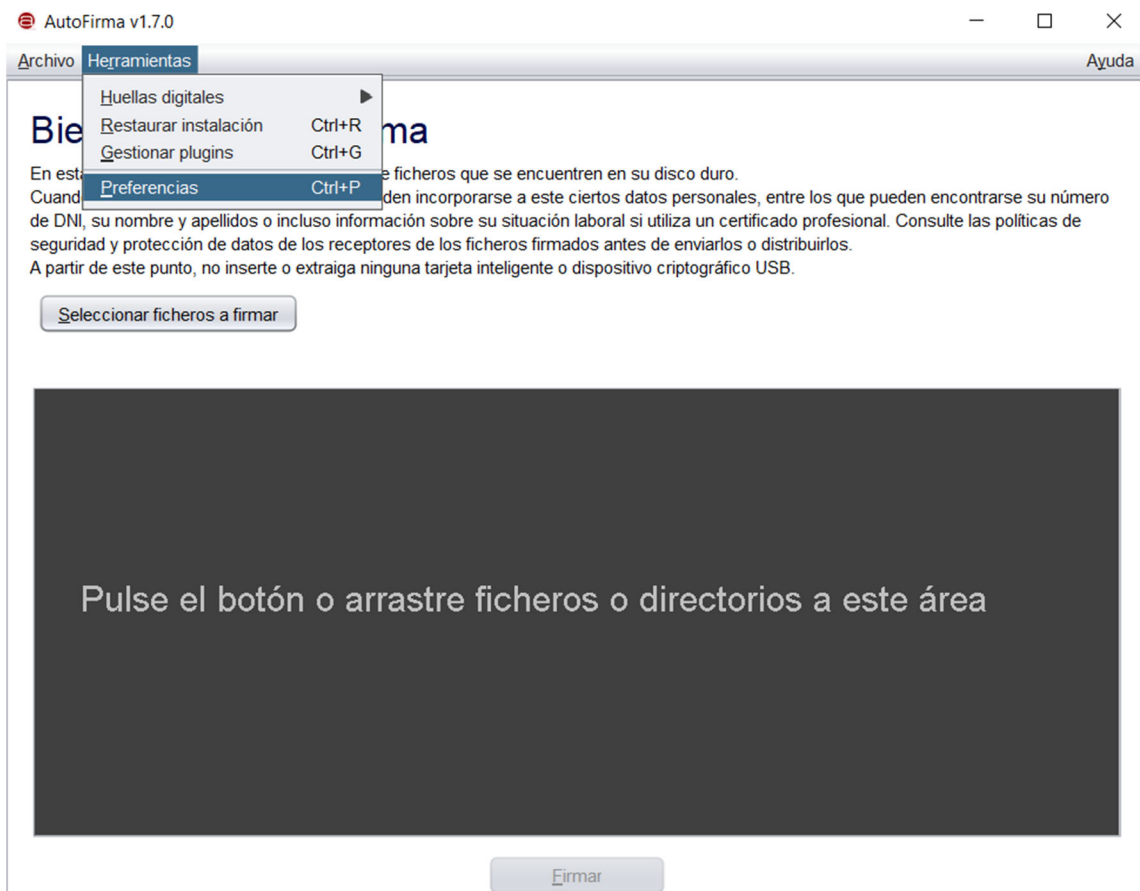 AutoFirma v1.7.0
Archivo Herramientas Ayuda
Huellas digitales
Restaurar instalación Ctrl+R
Gestionar plugins Ctrl+G
Preferencias Ctrl+P
Bie ma
En est e ficheros que se encuentren en su disco duro.
Cuand den incorporarse a este ciertos datos personales, entre los que pueden encontrarse su número
de DNI, su nombre y apellidos o incluso información sobre su situación laboral si utiliza un certificado profesional. Consulte las políticas de
seguridad y protección de datos de los receptores de los ficheros firmados antes de enviarlos o distribuirlos.
A partir de este punto, no inserte o extraiga ninguna tarjeta inteligente o dispositivo criptográfico USB.
Seleccionar ficheros a firmar
Pulse el botón o arrastre ficheros o directorios a este área
Firmar